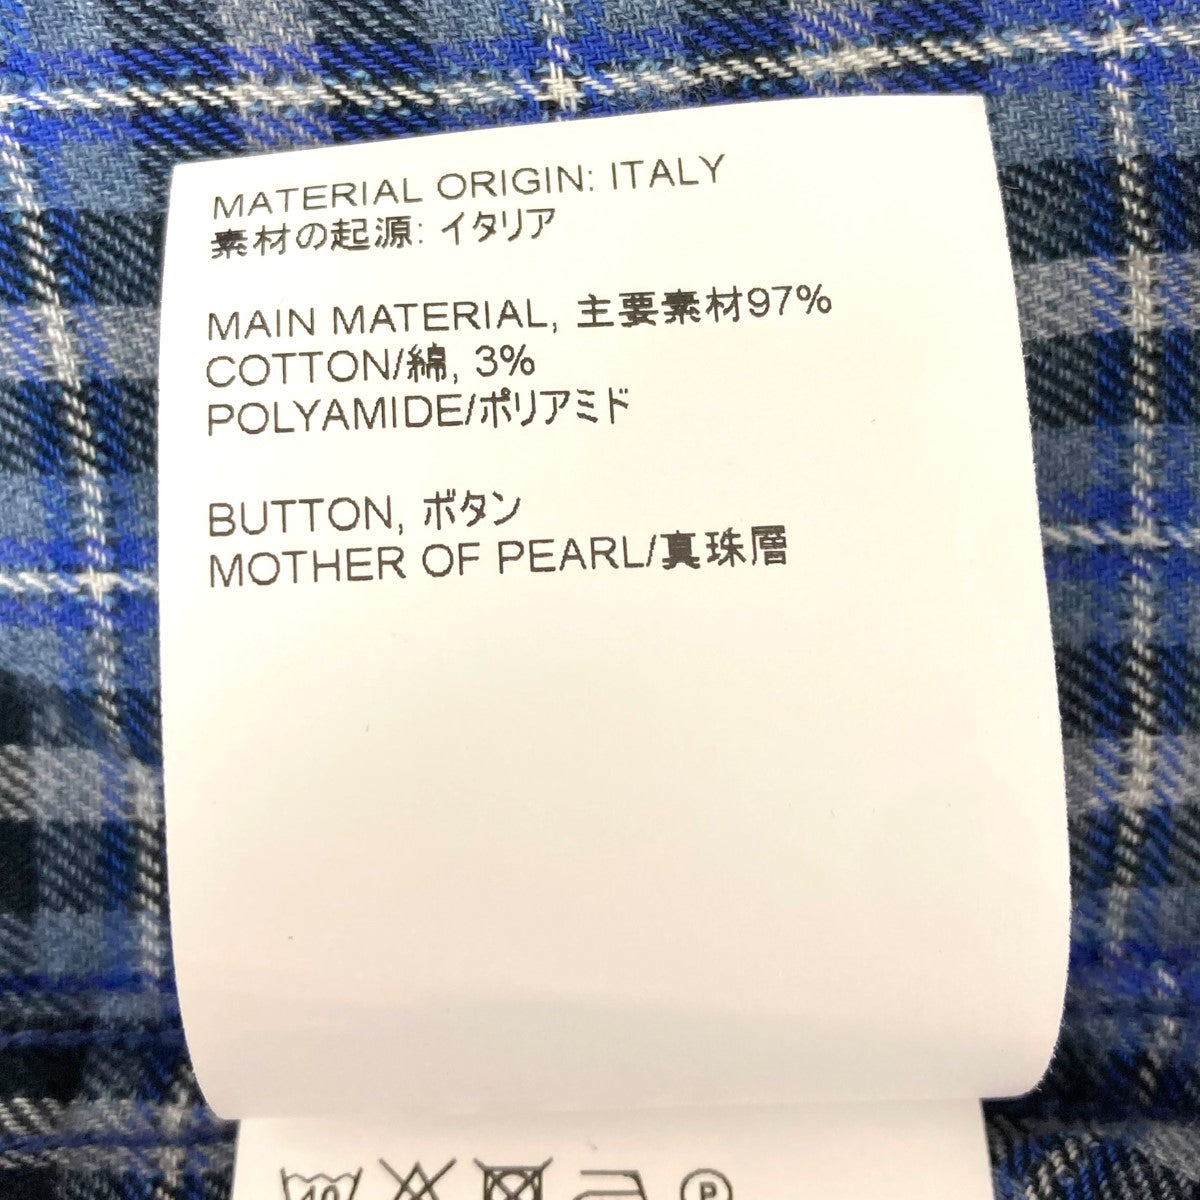 MATERIAL ORIGIN: ITALY
素材の起源: イタリア
MAIN MATERIAL, 主要素材97%
COTTON/綿, 3%
POLYAMIDE/ポリアミド
BUTTON, ボタン
MOTHER OF PEARL/真珠層
P